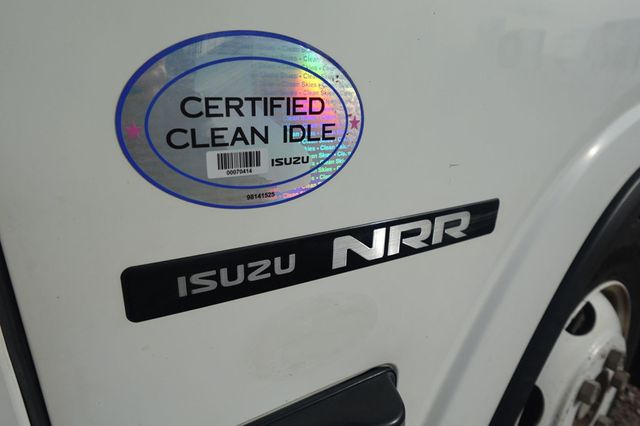 CERTIFIED
CLEAN IDLE
00070414
ISUZU
98141525
ISUZU NRR